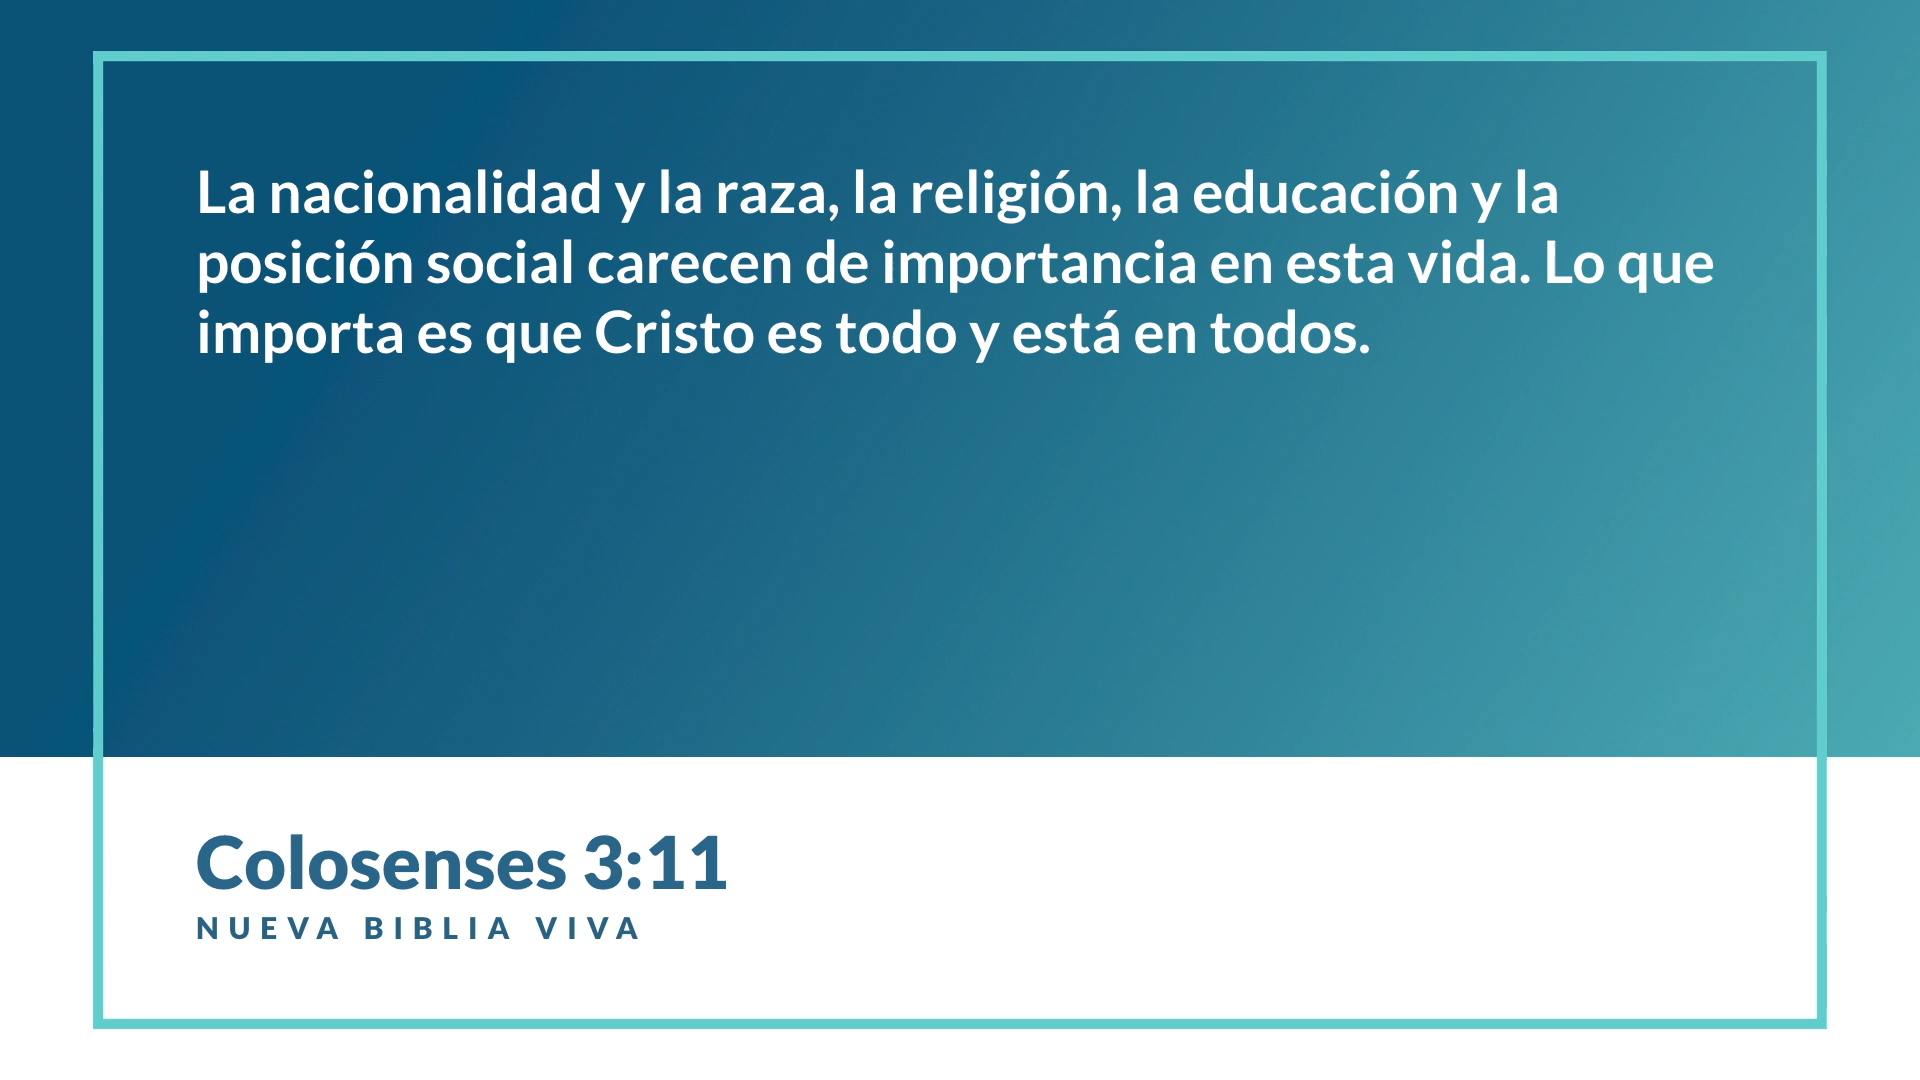 La nacionalidad y la raza, la religión, la educación y la
posición social carecen de importancia en esta vida. Lo que
importa es que Cristo es todo y está en todos.
Colosenses 3:11
NUEVA BIBLIA VIVA